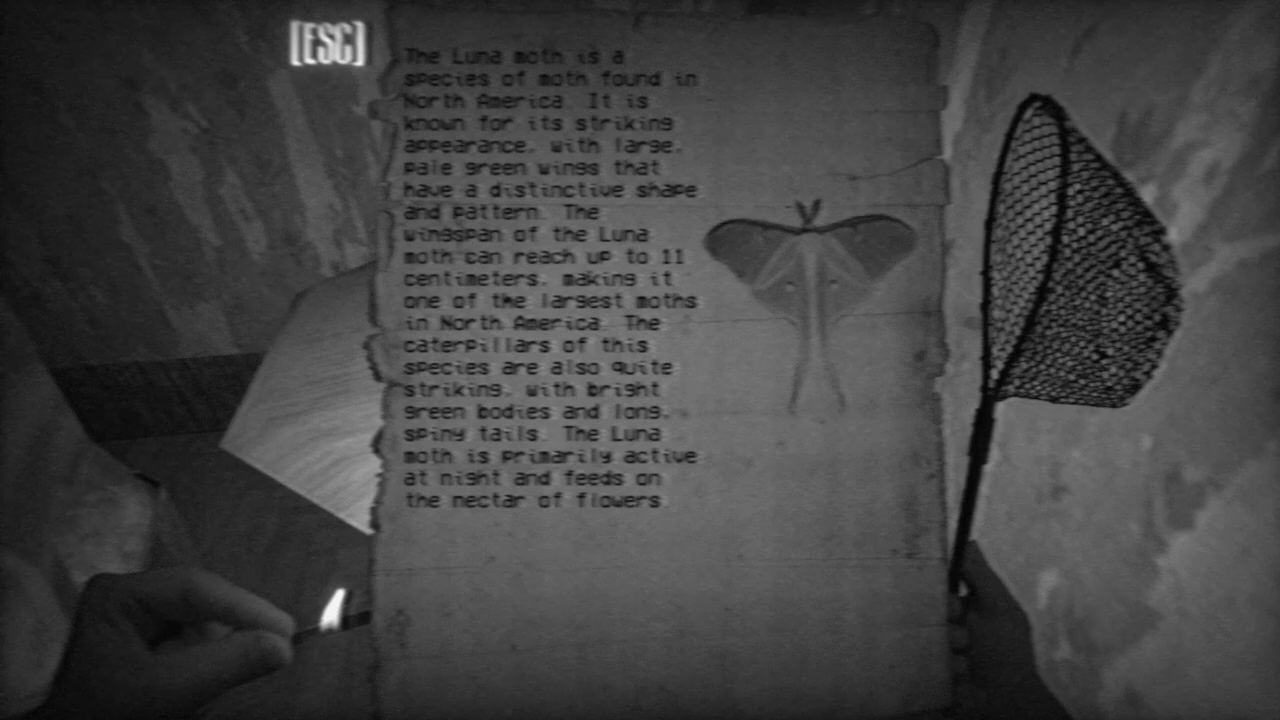 [ESC]
The Luna moth is a
species of moth found in
North America. It is
known for its striking
appearance, with large,
pale green wings that
have a distinctive shape
and pattern. The
wingspan of the Luna
moth can reach up to 11
centimeters, making it
one of the largest moths
in North America. The
caterpillars of this
species are also quite
striking, with bright
green bodies and long,
spiny tails. The Luna
moth is primarily active
at night and feeds on
the nectar of flowers.